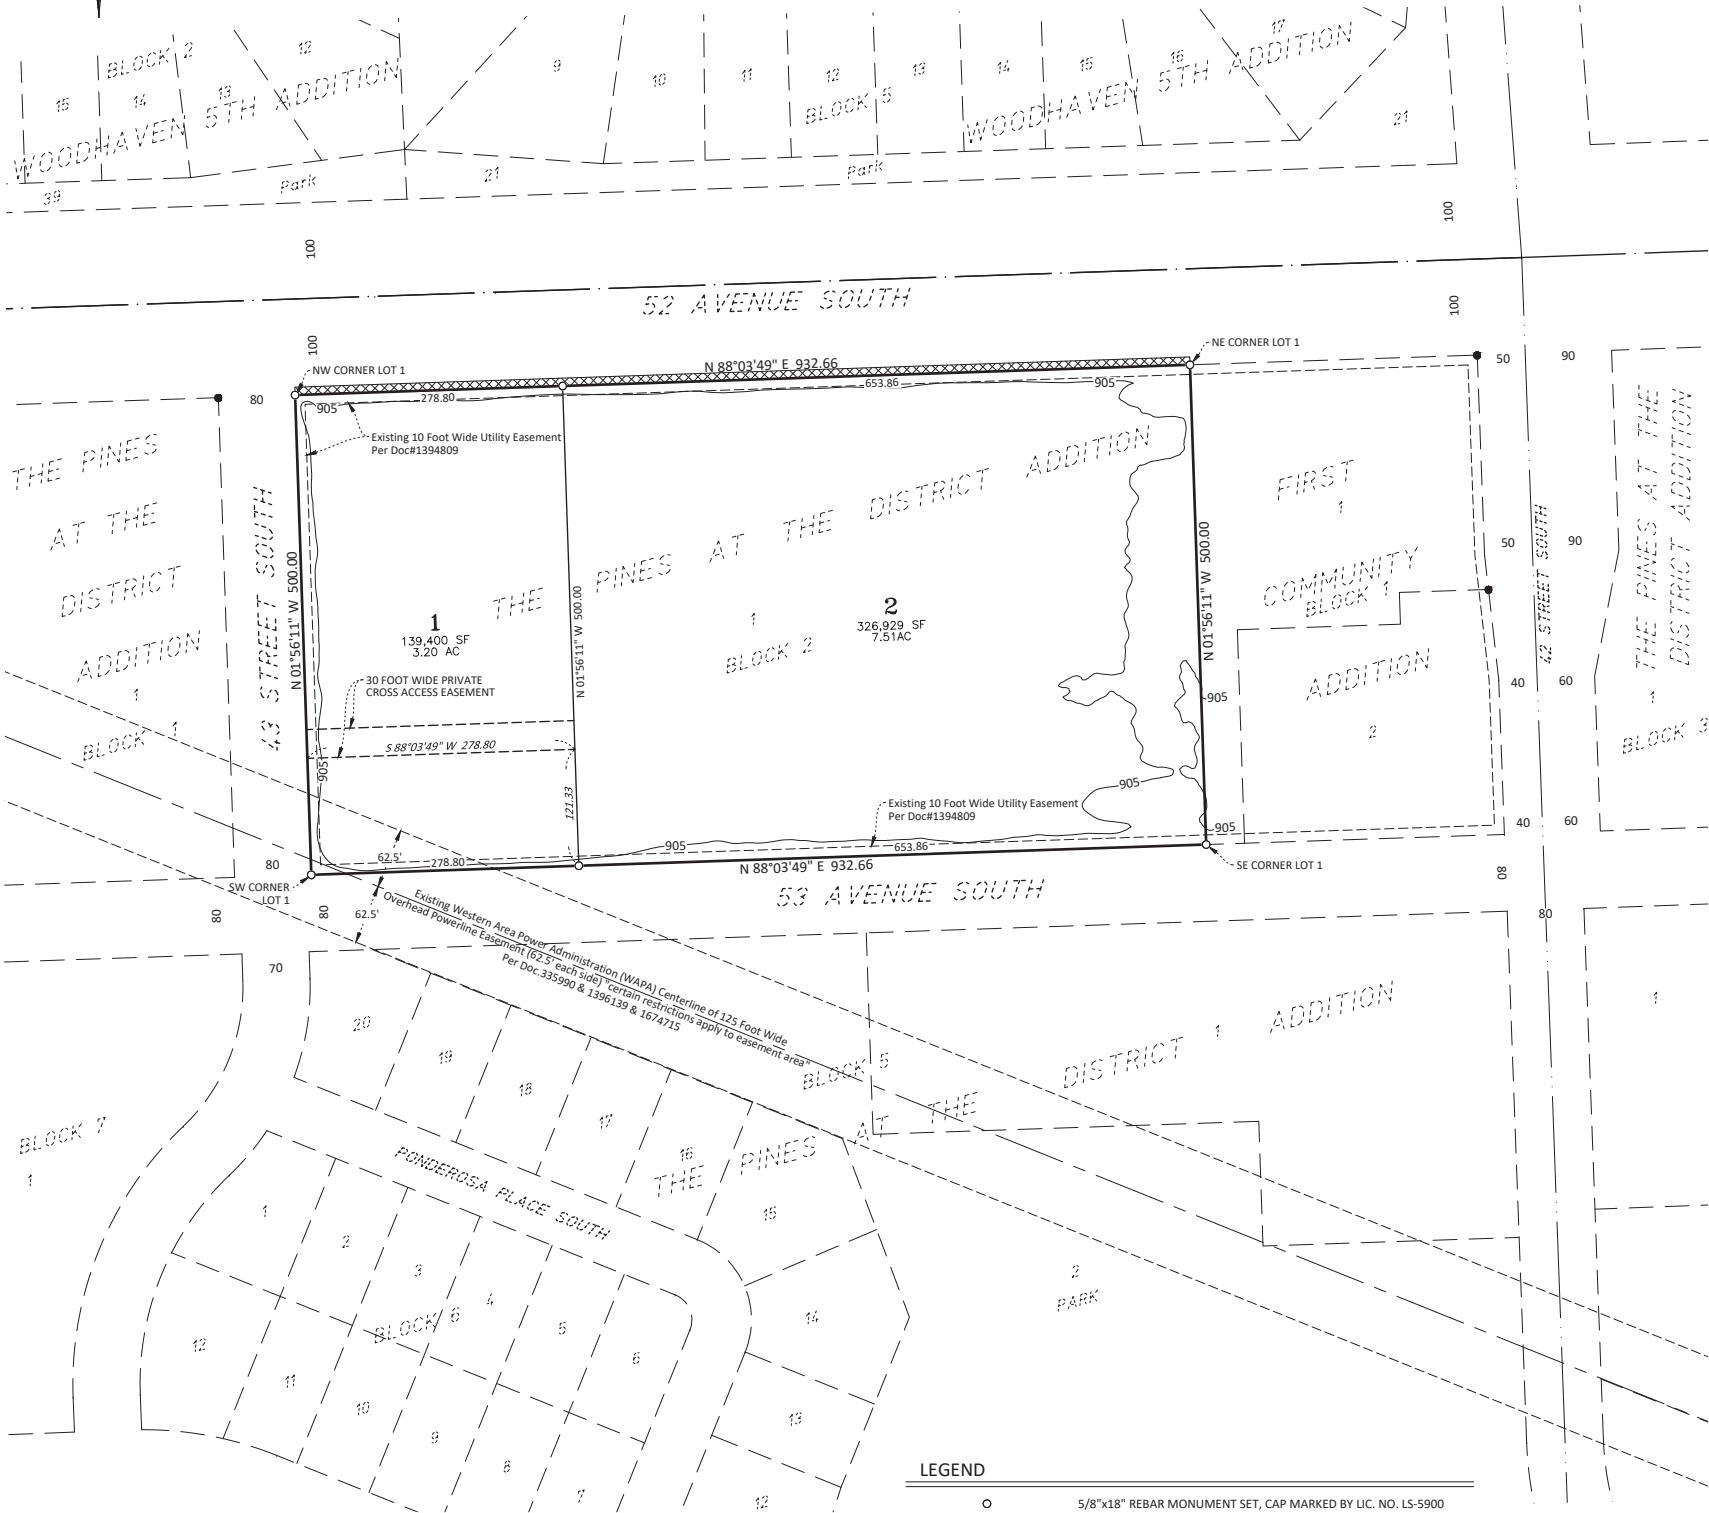 BLOCK 2
12
13
14
15
WOODHAVEN 5TH ADDITION
39
Park
21
9
10
11
12
13
14
15
16
17
BLOCK 5
WOODHAVEN 5TH ADDITION
21
Park
100
100
52 AVENUE SOUTH
100
100
NW CORNER LOT 1
N 88°03'49" E 932.66
NE CORNER LOT 1
80
905
278.80
653.86
905
50
90
Existing 10 Foot Wide Utility Easement
Per Doc#1394809
THE PINES
AT THE
DISTRICT
ADDITION
1
BLOCK 1
43 STREET SOUTH
N 01°56'11" W 500.00
1
139,400 SF
3.20 AC
N 01°56'11" W 500.00
THE PINES AT THE DISTRICT ADDITION
1
BLOCK 2
2
326,929 SF
7.51AC
N 01°56'11" W 500.00
FIRST
1
COMMUNITY
BLOCK 1
ADDITION
2
50
90
42 STREET SOUTH
40
60
THE PINES AT THE
DISTRICT ADDITION
1
BLOCK 3
30 FOOT WIDE PRIVATE
CROSS ACCESS EASEMENT
S 88°03'49" W 278.80
905
905
121.33
905
Existing 10 Foot Wide Utility Easement
Per Doc#1394809
905
40
60
62.5'
278.80
905
653.86
N 88°03'49" E 932.66
80
SW CORNER
LOT 1
SE CORNER LOT 1
80
80
80
80
62.5'
53 AVENUE SOUTH
70
Existing Western Area Power Administration (WAPA) Centerline of 125 Foot Wide
Overhead Powerline Easement (62.5' each side) "certain restrictions apply to easement area"
Per Doc.335990 & 1396139 & 1674715
20
19
18
17
16
15
14
13
12
BLOCK 5
THE PINES AT THE DISTRICT 1 ADDITION
1
BLOCK 7
1
PONDEROSA PLACE SOUTH
1
2
3
4
5
6
BLOCK 6
12
11
10
9
8
7
2
PARK
LEGEND
5/8"x18" REBAR MONUMENT SET, CAP MARKED BY LIC. NO. LS-5900